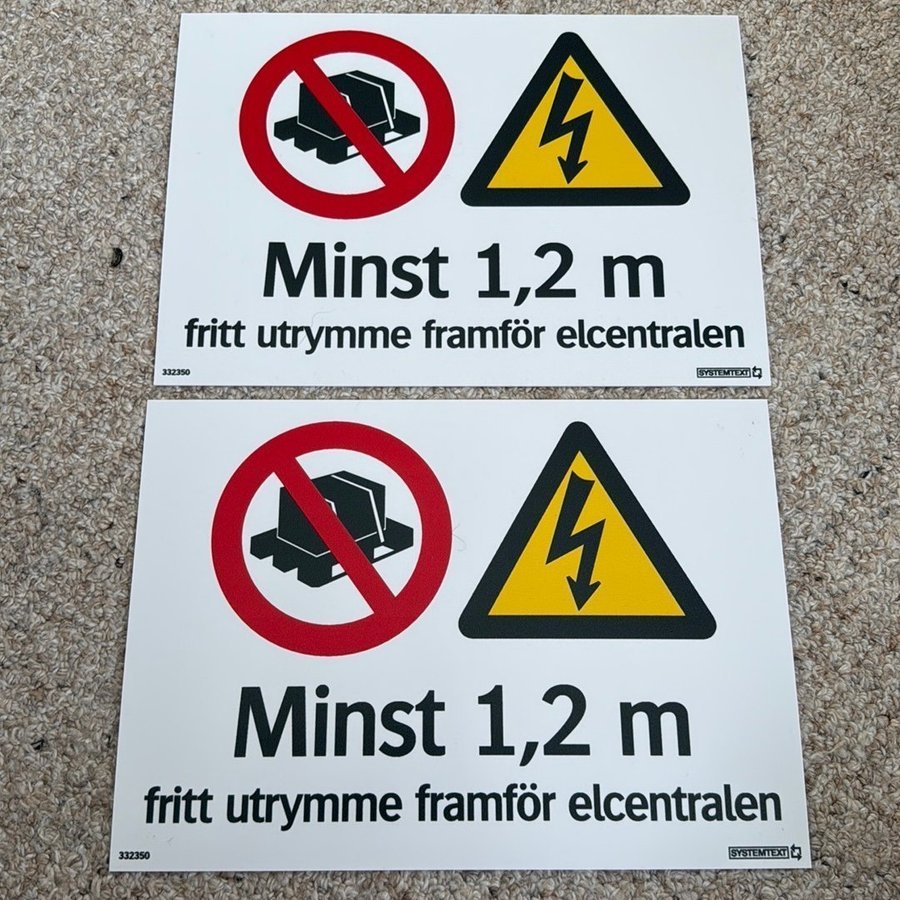 Minst 1,2 m
fritt utrymme framför elcentralen
332350
SYSTEMTEXT
Minst 1,2 m
fritt utrymme framför elcentralen
332350
SYSTEMTEXT